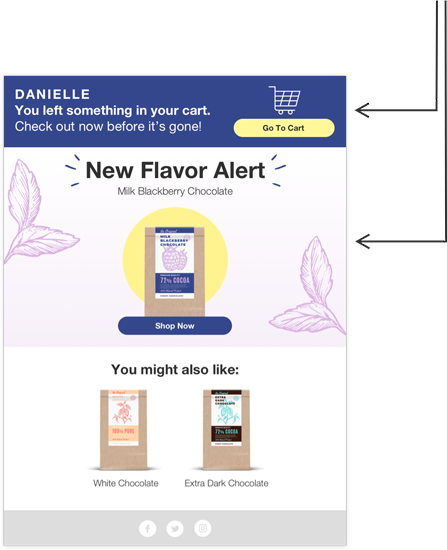 DANIELLE
You left something in your cart.
Check out now before it's gone!
Go To Cart
New Flavor Alert
Milk Blackberry Chocolate
MILK
BLACKBERRY
CHOCOLATE
72% COCOA
Shop Now
You might also like:
100% PURE
EXTRA
DARK
CHOCOLATE
72% COCOA
White Chocolate
Extra Dark Chocolate